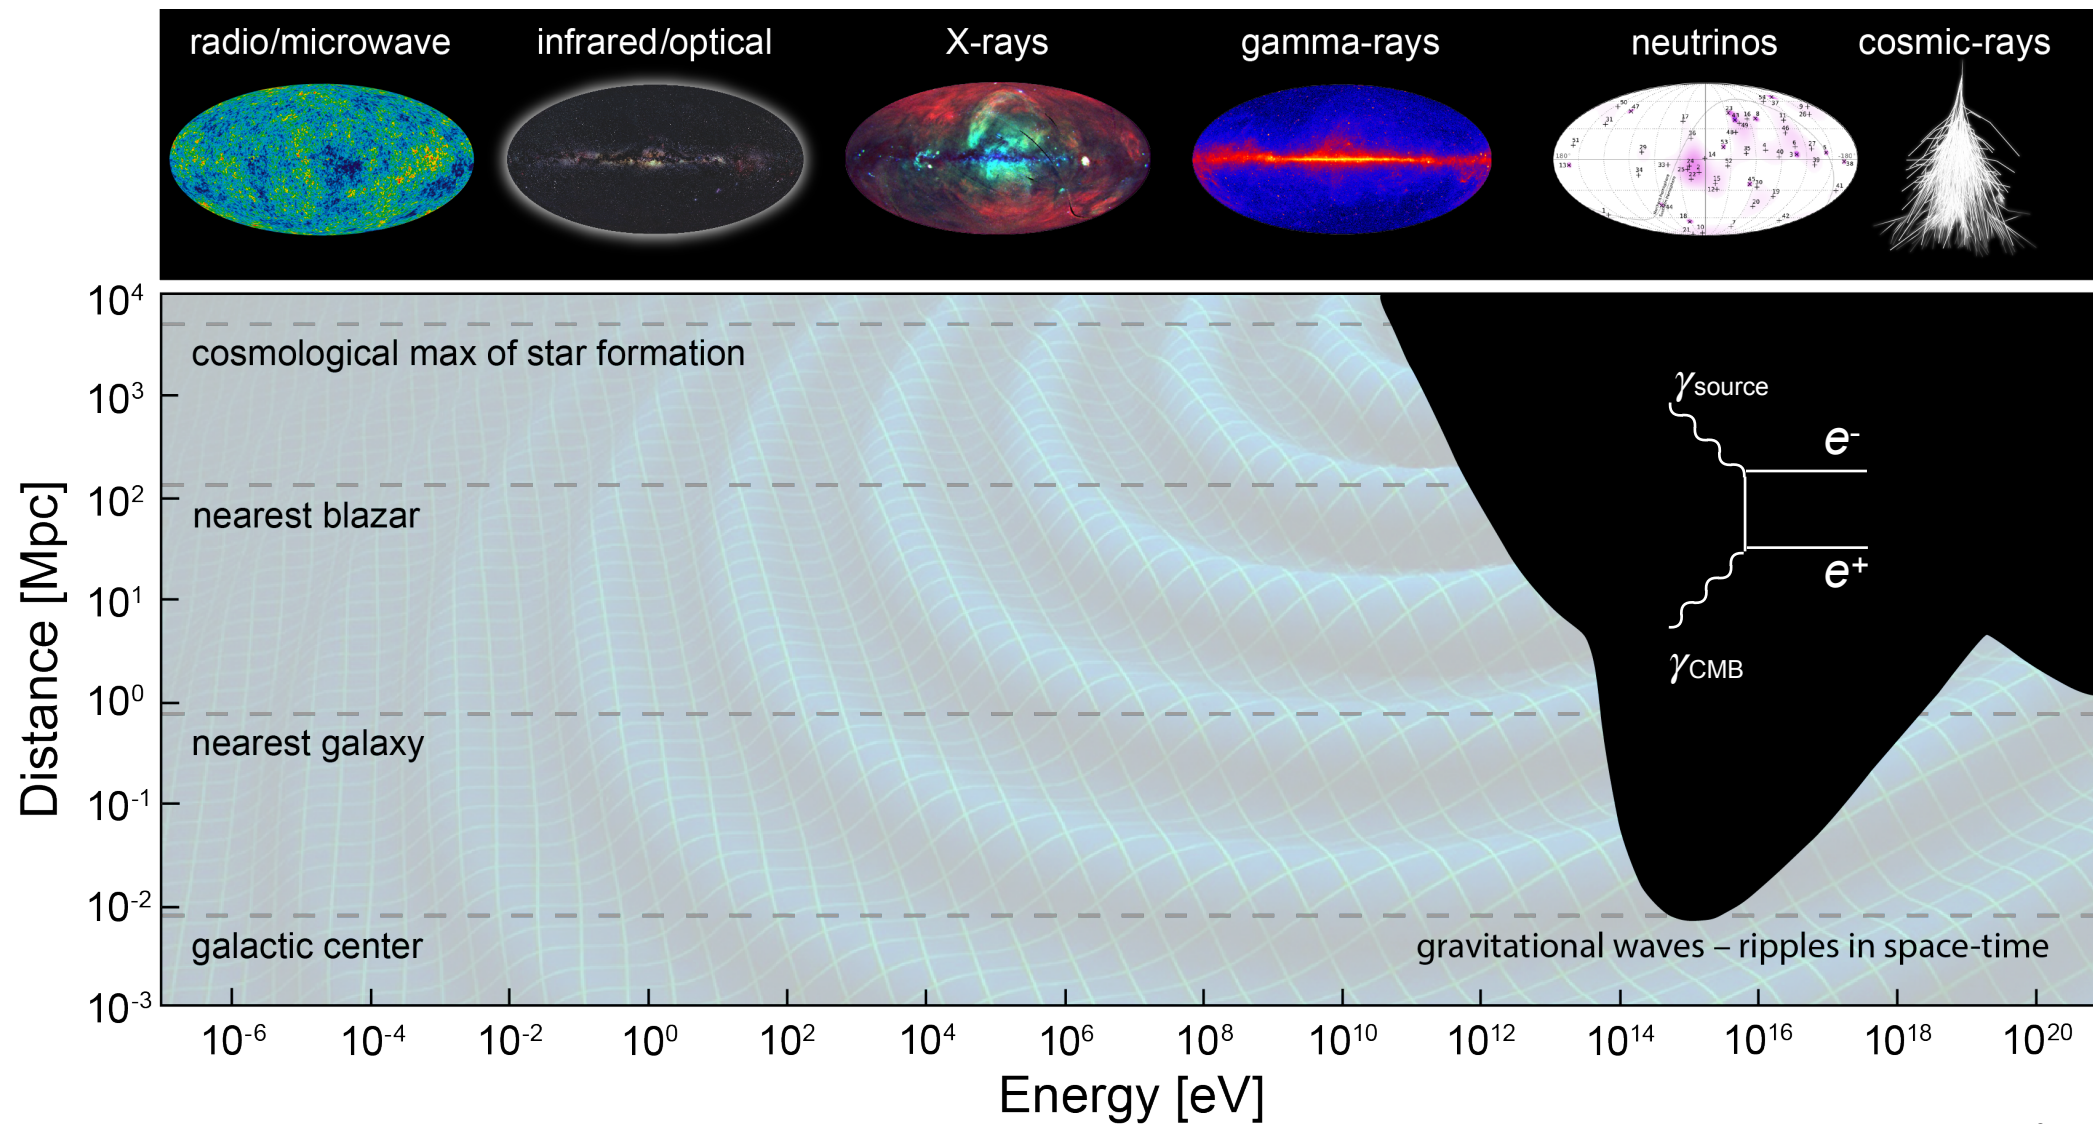 radio/microwave infrared/optical X-rays gamma-rays neutrinos cosmic-rays
10⁴
cosmological max of star formation
10³
γsource
e-
10²
nearest blazar
e+
10¹
γCMB
10⁰
nearest galaxy
10-1
10-2
galactic center
gravitational waves – ripples in space-time
10-3
Distance [Mpc]
10-6 10-4 10-2 10⁰ 10² 10⁴ 10⁶ 10⁸ 10¹⁰ 10¹² 10¹⁴ 10¹⁶ 10¹⁸ 10²⁰
Energy [eV]